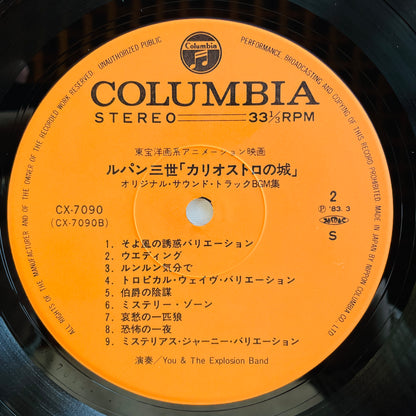 ALL RIGHTS OF THE MANUFACTURER AND OF THE OWNER OF THE RECORDED WORK RESERVED. UNAUTHORIZED PUBLIC PERFORMANCE, BROADCASTING AND COPYING OF THIS RECORD PROHIBITED MADE IN JAPAN BY NIPPON COLUMBIA CO. LTD.
Columbia
COLUMBIA
STEREO 33⅓RPM
東宝洋画系アニメーション映画
ルパン三世「カリオストロの城」
オリジナル・サウンド・トラックBGM集
CX-7090
(CX-7090B)
2
Ⓟ '83. 3
S
1. そよ風の誘惑バリエーション
2. ウエディング
3. ルンルン気分で
4. トロピカル・ウェイヴ・バリエーション
5. 伯爵の陰謀
6. ミステリー・ゾーン
7. 哀愁の一匹狼
8. 恐怖の一夜
9. ミステリアス・ジャーニー・バリエーション
演奏/You & The Explosion Band